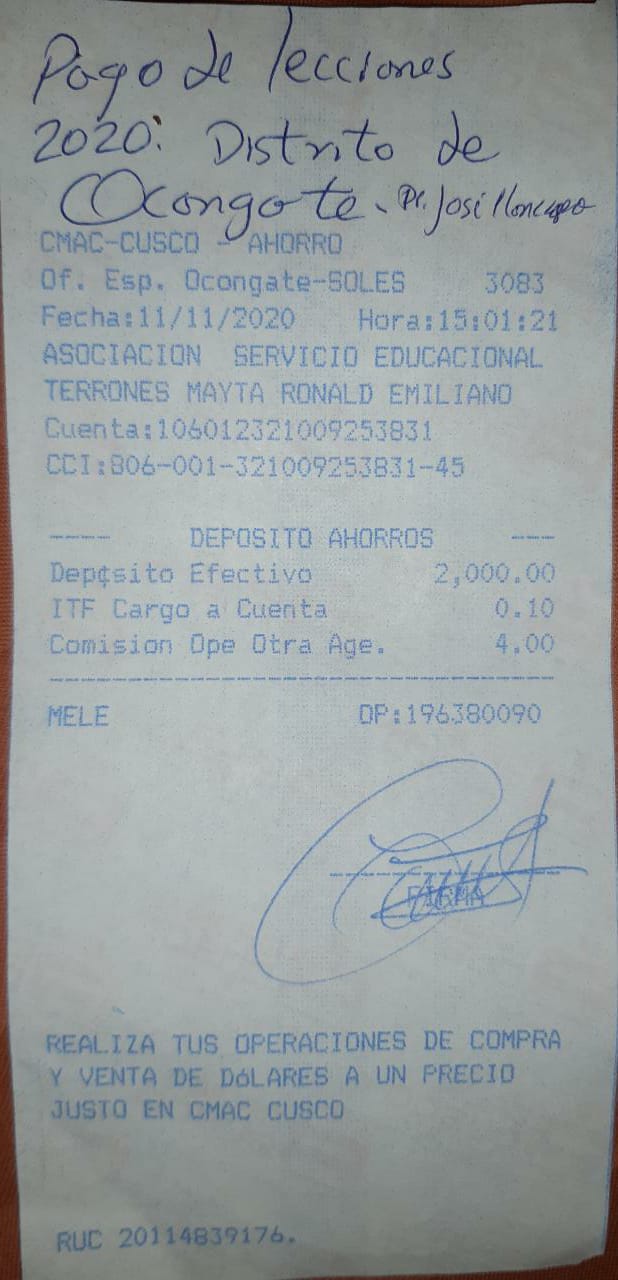 Pago de lecciones
2020: Distrito de
Ocongate. Pr. José
CMAC-CUSCO - AHORRO
Of. Esp. Ocongate-SOLES 3083
Fecha:11/11/2020 Hora:15:01:21
ASOCIACION SERVICIO EDUCACIONAL
TERRONES MAYTA RONALD EMILIANO
Cuenta:106012321009253831
CCI:806-001-321009253831-45
---- DEPOSITO AHORROS ---
Dep¢sito Efectivo 2,000.00
ITF Cargo a Cuenta 0.10
Comision Ope Otra Age. 4.00
MELE OP:196380090
FIRMA
REALIZA TUS OPERACIONES DE COMPRA
Y VENTA DE DóLARES A UN PRECIO
JUSTO EN CMAC CUSCO
RUC 20114839176.